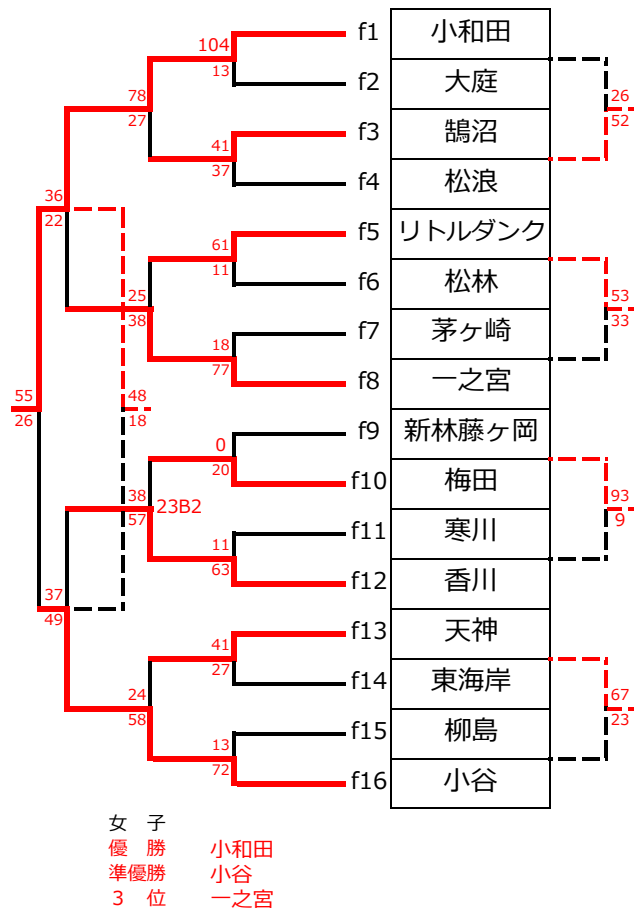 104 f1 小和田
13 f2 大庭
78 26
27 52
41 f3 鵠沼
37 f4 松浪
36
22
61 f5 リトルダンク
11 f6 松林
25 53
38 33
18 f7 茅ヶ崎
77 f8 一之宮
55 48
26 18
0 f9 新林藤ヶ岡
20 f10 梅田
38 23B2 93
57 9
11 f11 寒川
63 f12 香川
37
49
41 f13 天神
27 f14 東海岸
24 67
58 23
13 f15 柳島
72 f16 小谷
女 子
優 勝 小和田
準優勝 小谷
3 位 一之宮